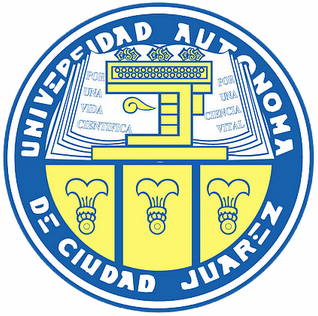 UNIVERSIDAD AUTONOMA
POR
UNA
VIDA
CIENTIFICA
POR
UNA
CIENCIA
VITAL
DE CIUDAD JUAREZ